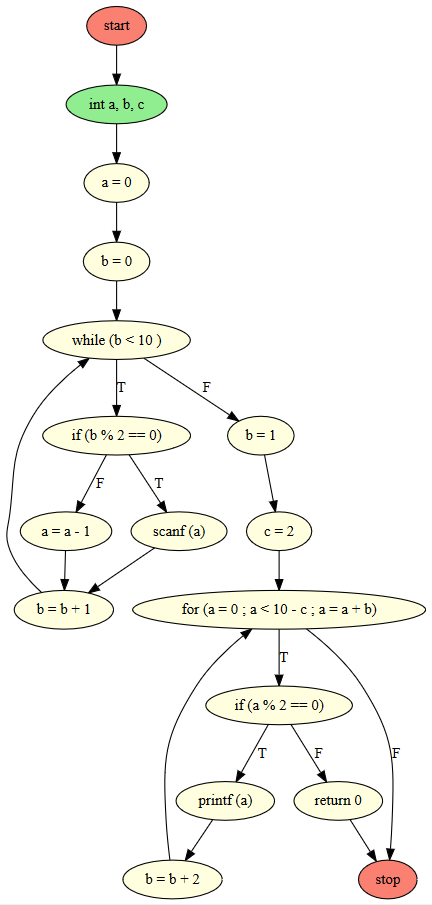 start
int a, b, c
a = 0
b = 0
while (b < 10 )
T
F
if (b % 2 == 0)
b = 1
F
T
a = a - 1
scanf (a)
c = 2
b = b + 1
for (a = 0 ; a < 10 - c ; a = a + b)
T
if (a % 2 == 0)
T
F
F
printf (a)
return 0
b = b + 2
stop